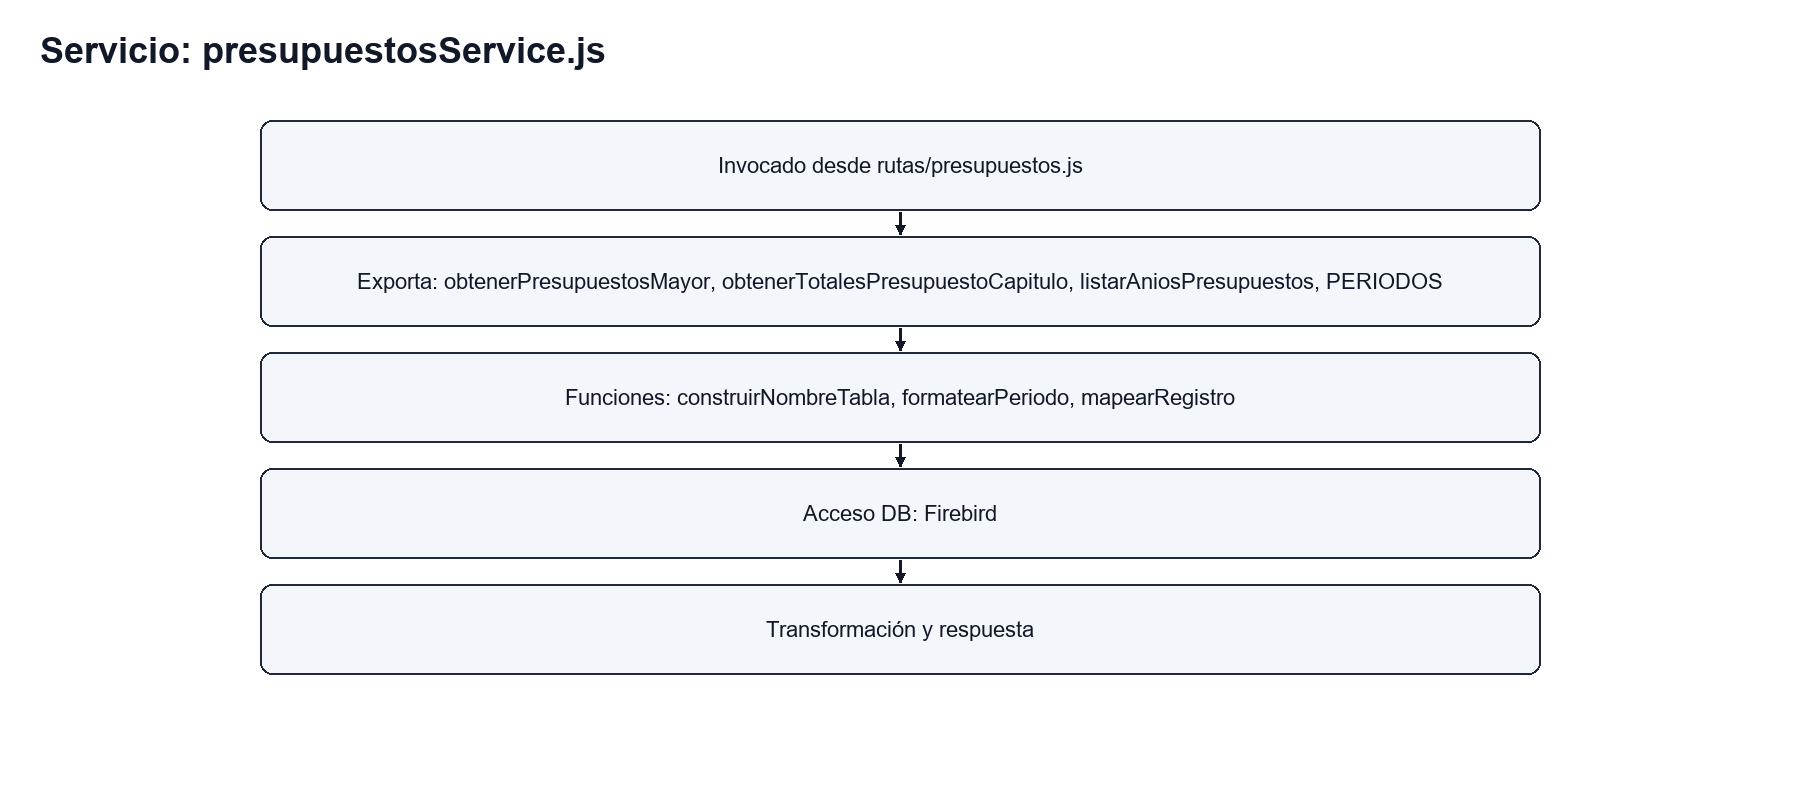 Servicio: presupuestosService.js
Invocado desde rutas/presupuestos.js
Exporta: obtenerPresupuestosMayor, obtenerTotalesPresupuestoCapitulo, listarAniosPresupuestos, PERIODOS
Funciones: construirNombreTabla, formatearPeriodo, mapearRegistro
Acceso DB: Firebird
Transformación y respuesta